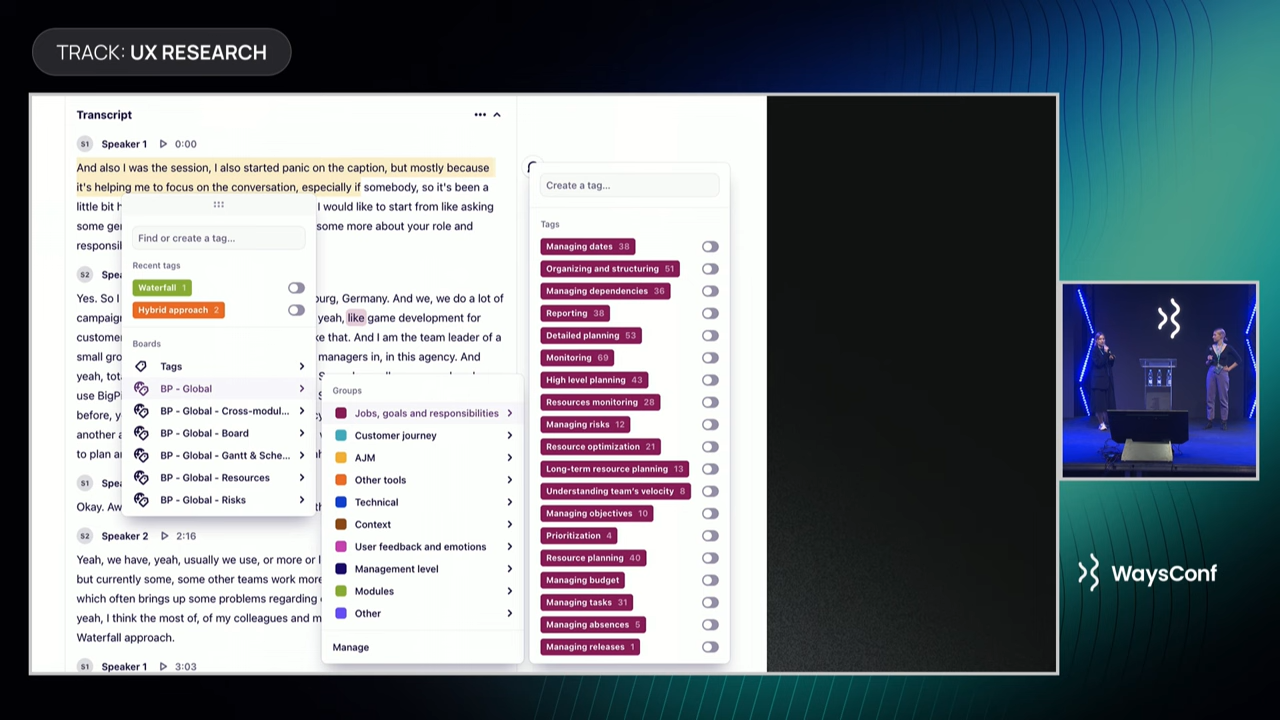 TRACK: UX RESEARCH
Transcript
S1 Speaker 1 0:00
And also I was the session, I also started panic on the caption, but mostly because
it's helping me to focus on the conversation, especially if somebody, so it's been a
little bit h
I would like to start from like asking
some ge
some more about your role and
responsi
Find or create a tag...
Recent tags
Waterfall 1
Hybrid approach 2
Boards
Tags
BP - Global
BP - Global - Cross-modul...
BP - Global - Board
BP - Global - Gantt & Sche...
BP - Global - Resources
BP - Global - Risks
S2 Spea
Yes. So I
urg, Germany. And we, we do a lot of
campaign
yeah, like game development for
custome
ke that. And I am the team leader of a
small gro
managers in, in this agency. And
yeah, tot
use BigP
before, y
another a
to plan a
S1 Spea
Okay. Aw
S2 Speaker 2 2:16
Yeah, we have, yeah, usually we use, or more or l
but currently some, some other teams work more
which often brings up some problems regarding
yeah, I think the most of, of my colleagues and m
Waterfall approach.
S1 Speaker 1 3:03
Groups
Jobs, goals and responsibilities
Customer journey
AJM
Other tools
Technical
Context
User feedback and emotions
Management level
Modules
Other
Manage
Create a tag...
Tags
Managing dates 38
Organizing and structuring 51
Managing dependencies 36
Reporting 38
Detailed planning 53
Monitoring 69
High level planning 43
Resources monitoring 28
Managing risks 12
Resource optimization 21
Long-term resource planning 13
Understanding team's velocity 8
Managing objectives 10
Prioritization 4
Resource planning 40
Managing budget
Managing tasks 31
Managing absences 5
Managing releases 1
WaysConf